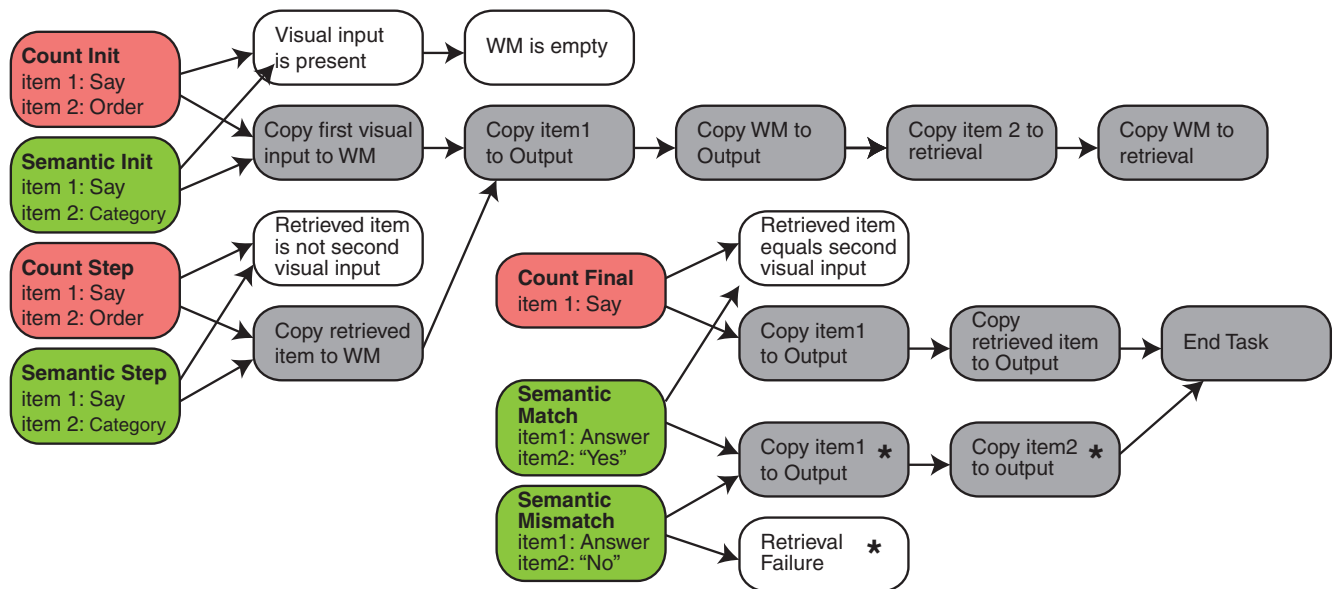 Count Init
item 1: Say
item 2: Order
Visual input
is present
WM is empty
Semantic Init
item 1: Say
item 2: Category
Copy first visual
input to WM
Copy item1
to Output
Copy WM to
Output
Copy item 2 to
retrieval
Copy WM to
retrieval
Count Step
item 1: Say
item 2: Order
Retrieved item
is not second
visual input
Semantic Step
item 1: Say
item 2: Category
Copy retrieved
item to WM
Count Final
item 1: Say
Retrieved item
equals second
visual input
Copy item1
to Output
Copy
retrieved item
to Output
End Task
Semantic
Match
item1: Answer
item2: “Yes”
Copy item1 *
to Output
Copy item2 *
to output
Semantic
Mismatch
item1: Answer
item2: “No”
Retrieval *
Failure